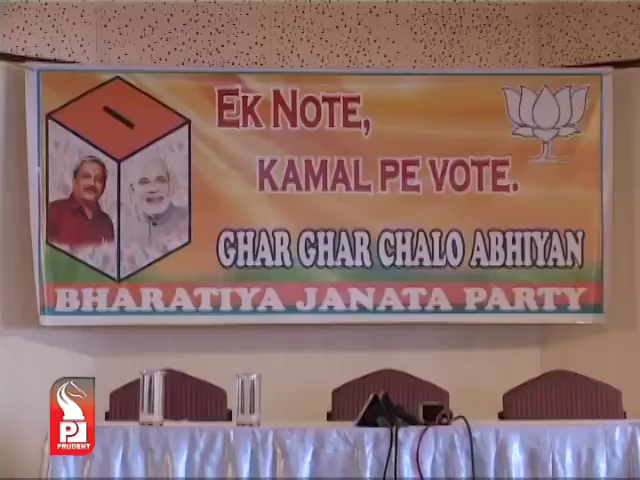 EK NOTE,
KAMAL PE VOTE.
GHAR GHAR CHALO ABHIYAN
BHARATIYA JANATA PARTY
PRUDENT